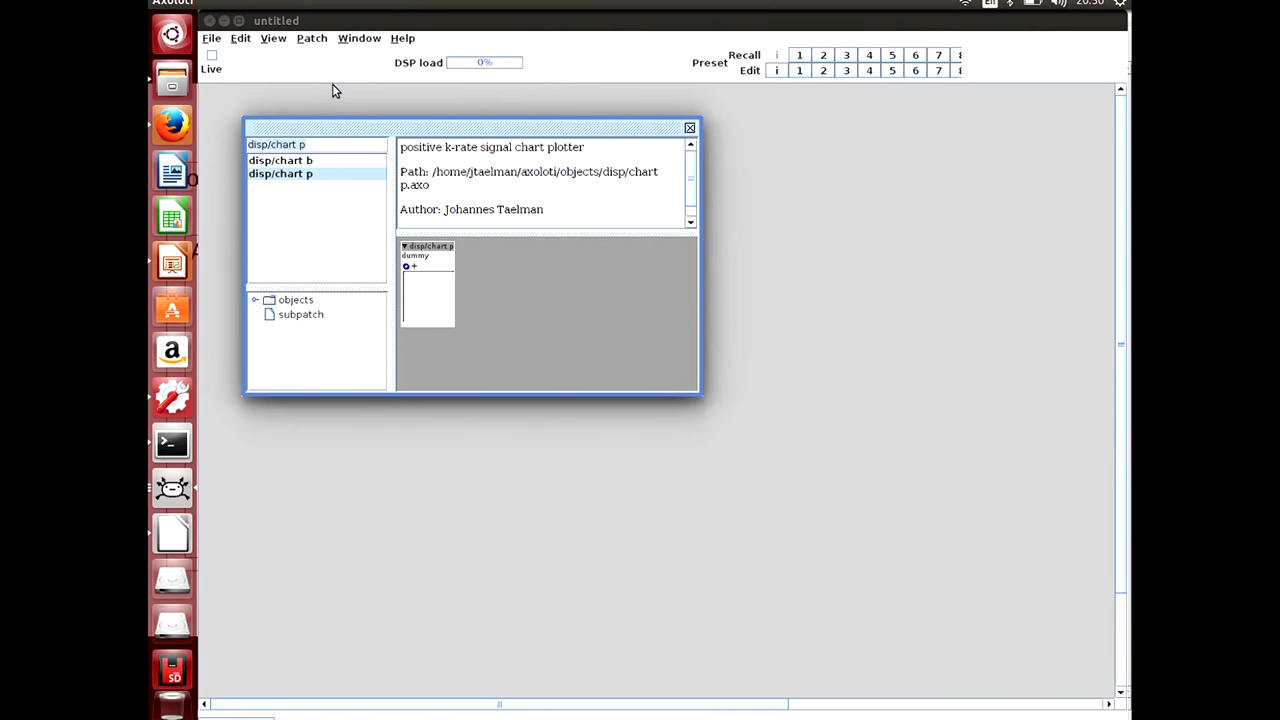 Axoloti
En
20:30
untitled
File Edit View Patch Window Help
Live
DSP load 0%
Preset
Recall i 1 2 3 4 5 6 7
Edit i 1 2 3 4 5 6 7
disp/chart p
disp/chart b
disp/chart p
positive k-rate signal chart plotter
Path: /home/jtaelman/axoloti/objects/disp/chart
p.axo
Author: Johannes Taelman
disp/chart p
dummy
+
objects
subpatch
a
>_
SD